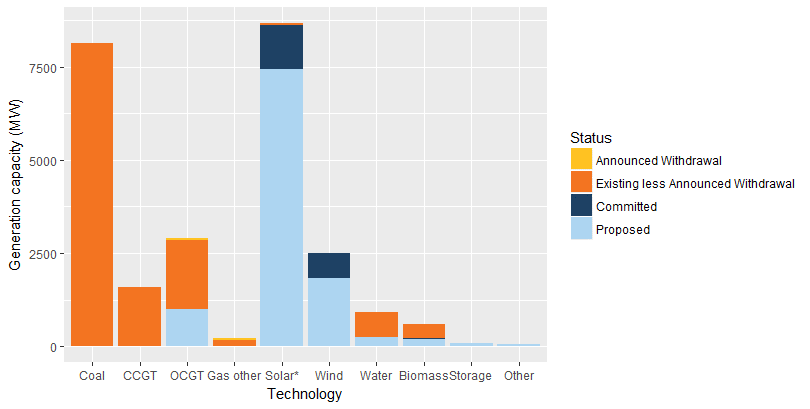 Generation capacity (MW)
7500
5000
2500
0
Coal CCGT OCGT Gas other Solar* Wind Water Biomass Storage Other
Technology
Status
Announced Withdrawal
Existing less Announced Withdrawal
Committed
Proposed